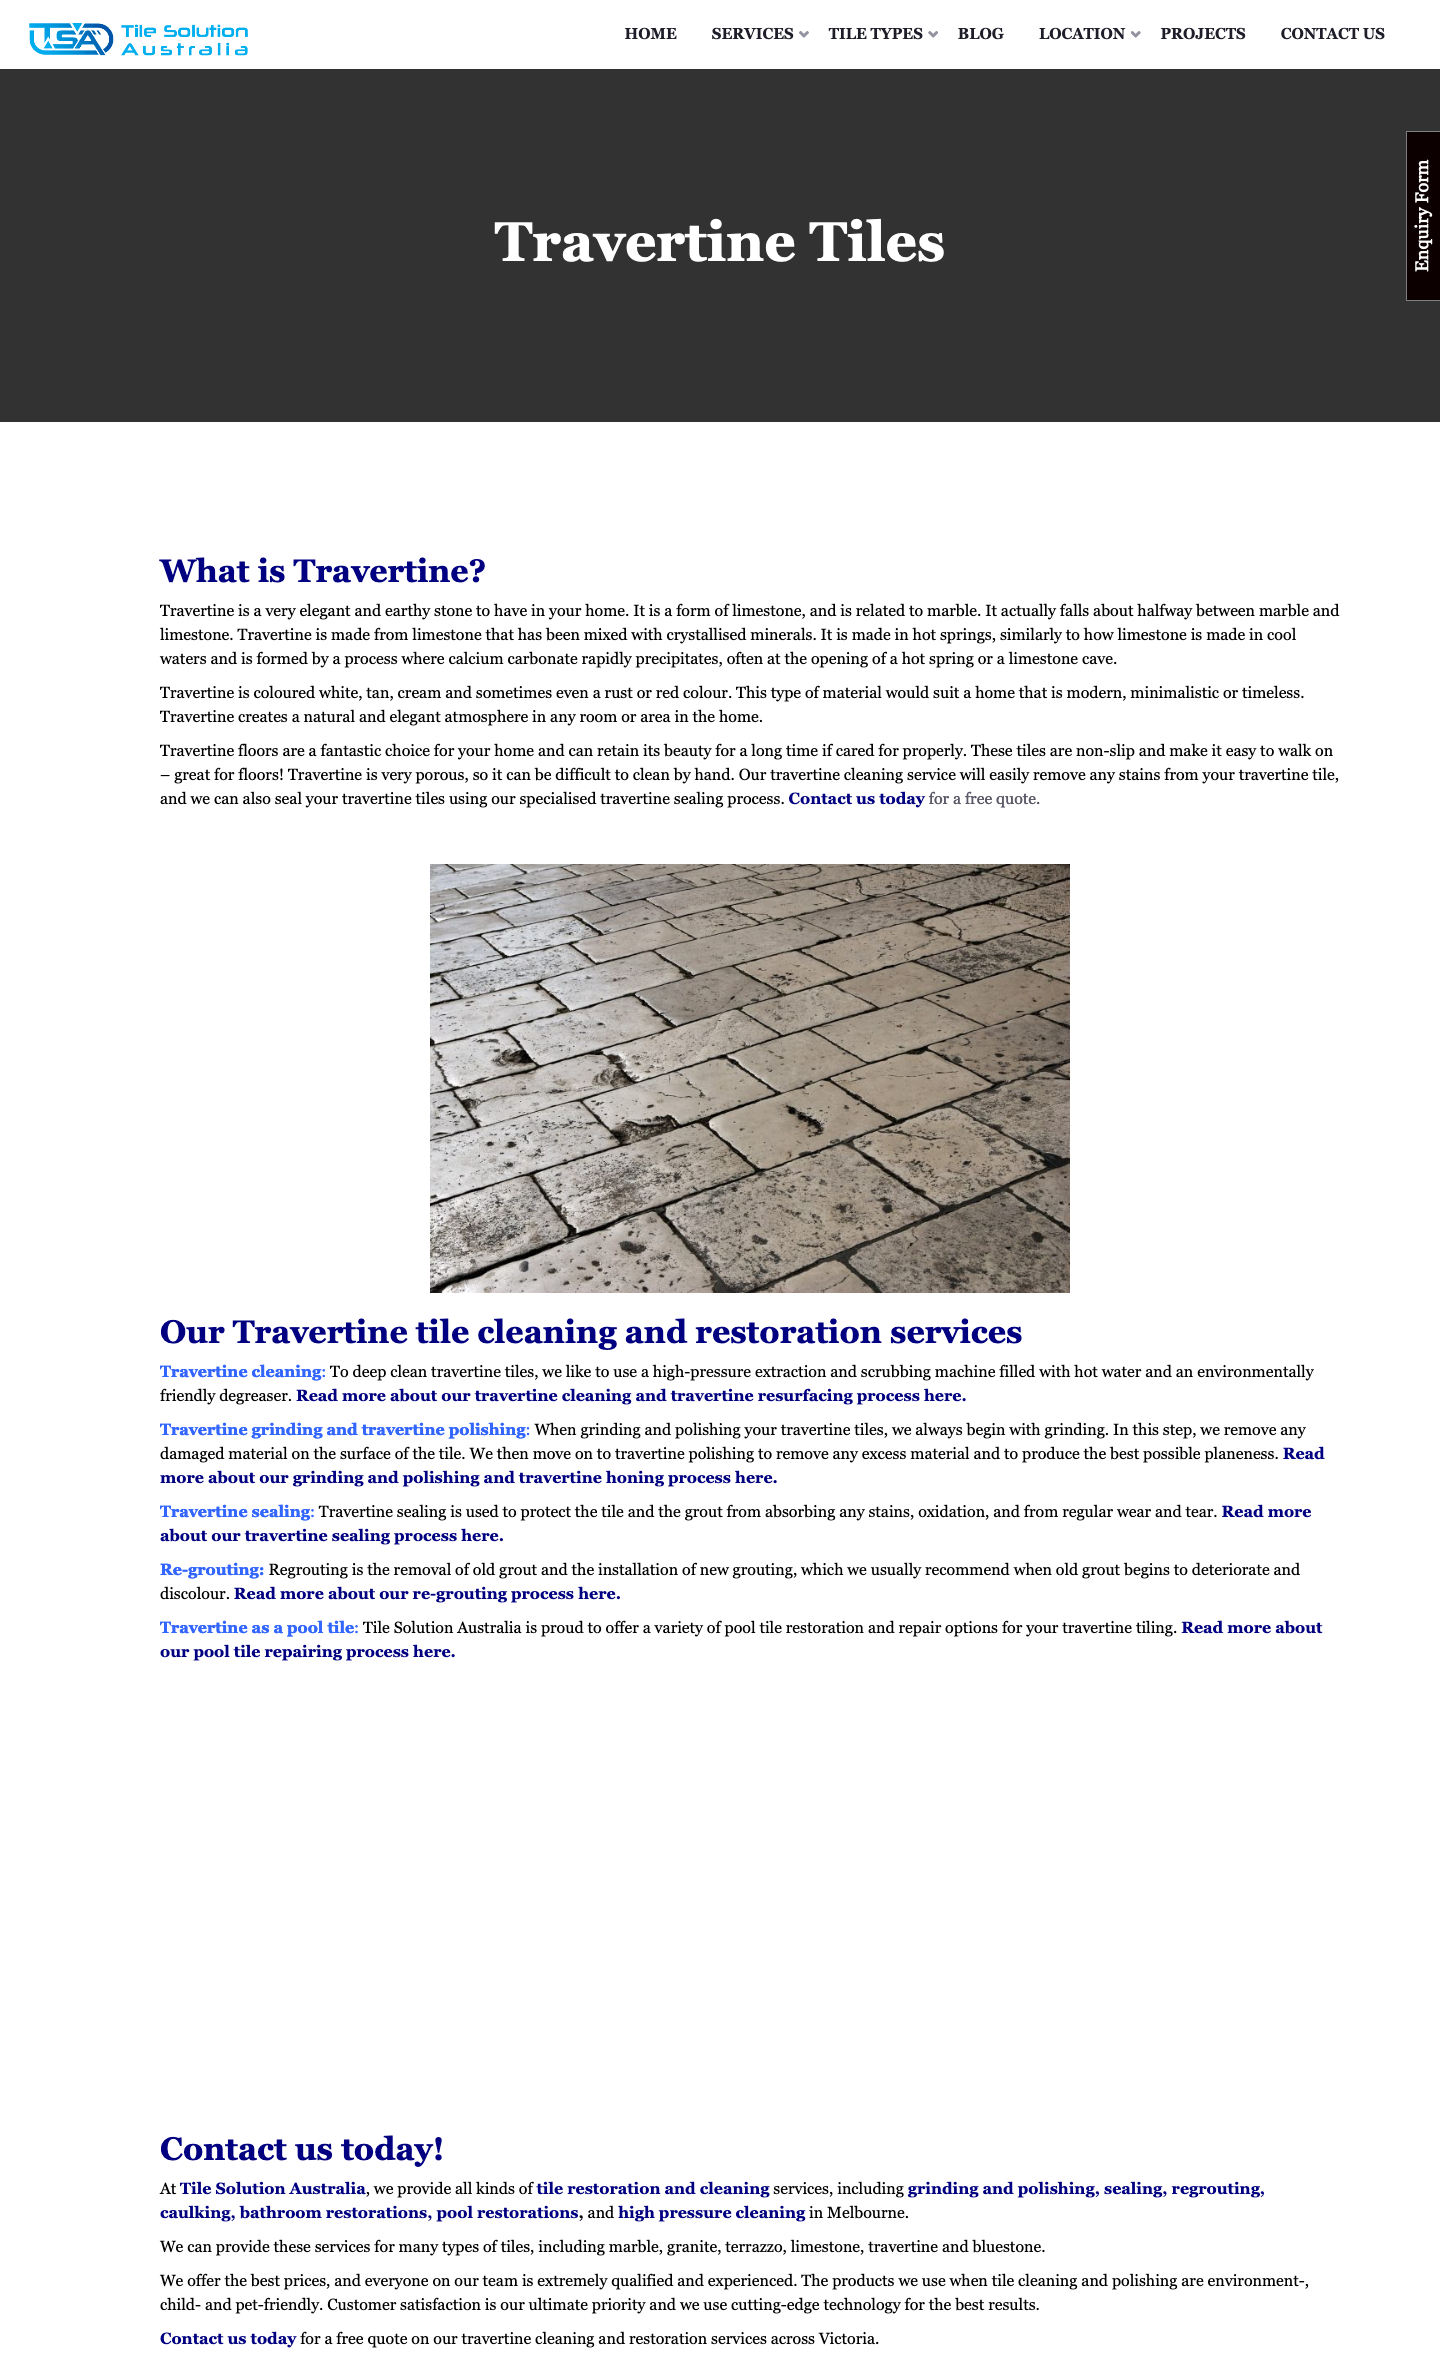 TSA Tile Solution
Australia
HOME SERVICES TILE TYPES BLOG LOCATION PROJECTS CONTACT US
Enquiry Form
Travertine Tiles
What is Travertine?
Travertine is a very elegant and earthy stone to have in your home. It is a form of limestone, and is related to marble. It actually falls about halfway between marble and
limestone. Travertine is made from limestone that has been mixed with crystallised minerals. It is made in hot springs, similarly to how limestone is made in cool
waters and is formed by a process where calcium carbonate rapidly precipitates, often at the opening of a hot spring or a limestone cave.
Travertine is coloured white, tan, cream and sometimes even a rust or red colour. This type of material would suit a home that is modern, minimalistic or timeless.
Travertine creates a natural and elegant atmosphere in any room or area in the home.
Travertine floors are a fantastic choice for your home and can retain its beauty for a long time if cared for properly. These tiles are non-slip and make it easy to walk on
– great for floors! Travertine is very porous, so it can be difficult to clean by hand. Our travertine cleaning service will easily remove any stains from your travertine tile,
and we can also seal your travertine tiles using our specialised travertine sealing process. Contact us today for a free quote.
Our Travertine tile cleaning and restoration services
Travertine cleaning: To deep clean travertine tiles, we like to use a high-pressure extraction and scrubbing machine filled with hot water and an environmentally
friendly degreaser. Read more about our travertine cleaning and travertine resurfacing process here.
Travertine grinding and travertine polishing: When grinding and polishing your travertine tiles, we always begin with grinding. In this step, we remove any
damaged material on the surface of the tile. We then move on to travertine polishing to remove any excess material and to produce the best possible planeness. Read
more about our grinding and polishing and travertine honing process here.
Travertine sealing: Travertine sealing is used to protect the tile and the grout from absorbing any stains, oxidation, and from regular wear and tear. Read more
about our travertine sealing process here.
Re-grouting: Regrouting is the removal of old grout and the installation of new grouting, which we usually recommend when old grout begins to deteriorate and
discolour. Read more about our re-grouting process here.
Travertine as a pool tile: Tile Solution Australia is proud to offer a variety of pool tile restoration and repair options for your travertine tiling. Read more about
our pool tile repairing process here.
Contact us today!
At Tile Solution Australia, we provide all kinds of tile restoration and cleaning services, including grinding and polishing, sealing, regrouting,
caulking, bathroom restorations, pool restorations, and high pressure cleaning in Melbourne.
We can provide these services for many types of tiles, including marble, granite, terrazzo, limestone, travertine and bluestone.
We offer the best prices, and everyone on our team is extremely qualified and experienced. The products we use when tile cleaning and polishing are environment-,
child- and pet-friendly. Customer satisfaction is our ultimate priority and we use cutting-edge technology for the best results.
Contact us today for a free quote on our travertine cleaning and restoration services across Victoria.